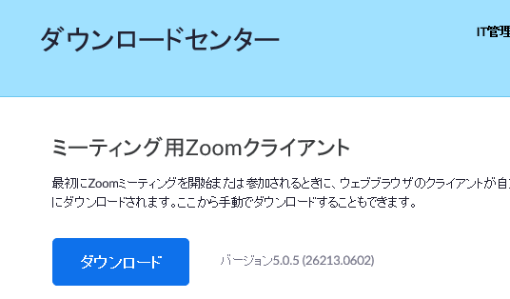 ダウンロードセンター
IT管理
ミーティング用Zoomクライアント
最初にZoomミーティングを開始または参加されるときに、ウェブブラウザのクライアントが自
にダウンロードされます。ここから手動でダウンロードすることもできます。
ダウンロード バージョン5.0.5 (26213.0602)